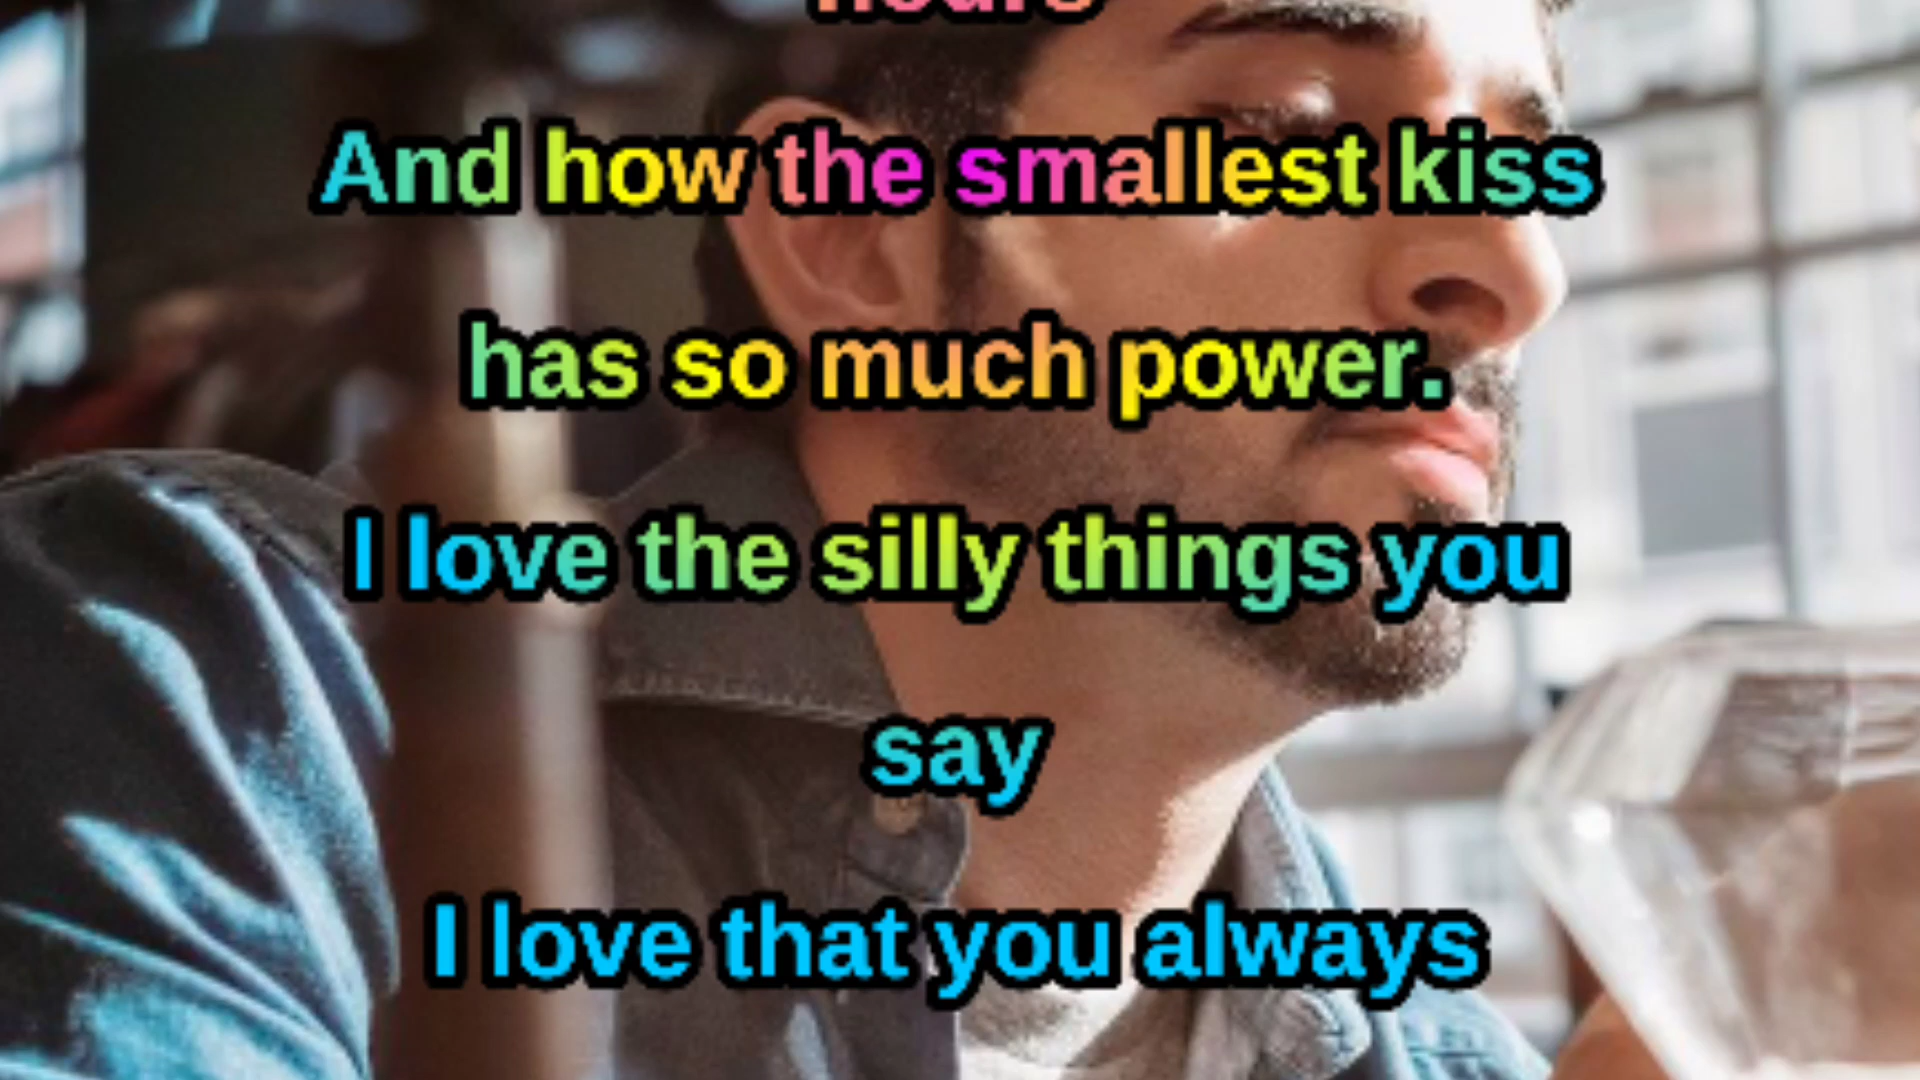 hours
And how the smallest kiss
has so much power.
I love the silly things you
say
I love that you always